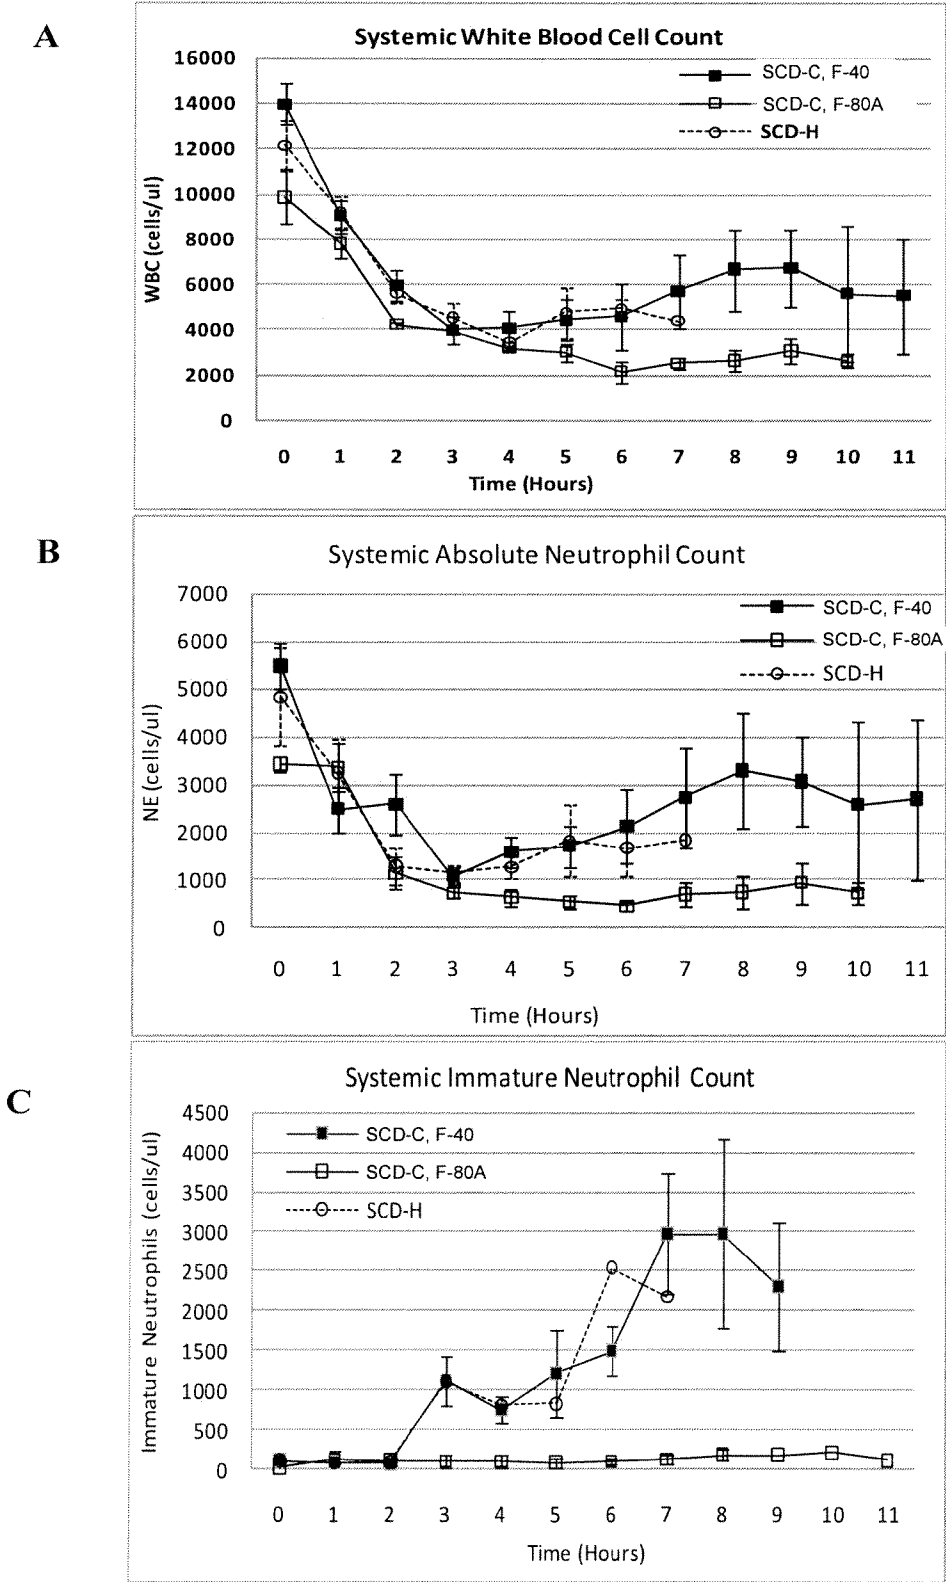 A
Systemic White Blood Cell Count
16000
14000
12000
10000
8000
6000
4000
2000
0
WBC (cells/ul)
SCD-C, F-40
SCD-C, F-80A
SCD-H
0 1 2 3 4 5 6 7 8 9 10 11
Time (Hours)
B
Systemic Absolute Neutrophil Count
7000
6000
5000
4000
3000
2000
1000
0
NE (cells/ul)
SCD-C, F-40
SCD-C, F-80A
SCD-H
0 1 2 3 4 5 6 7 8 9 10 11
Time (Hours)
C
Systemic Immature Neutrophil Count
4500
4000
3500
3000
2500
2000
1500
1000
500
0
Immature Neutrophils (cells/ul)
SCD-C, F-40
SCD-C, F-80A
SCD-H
0 1 2 3 4 5 6 7 8 9 10 11
Time (Hours)